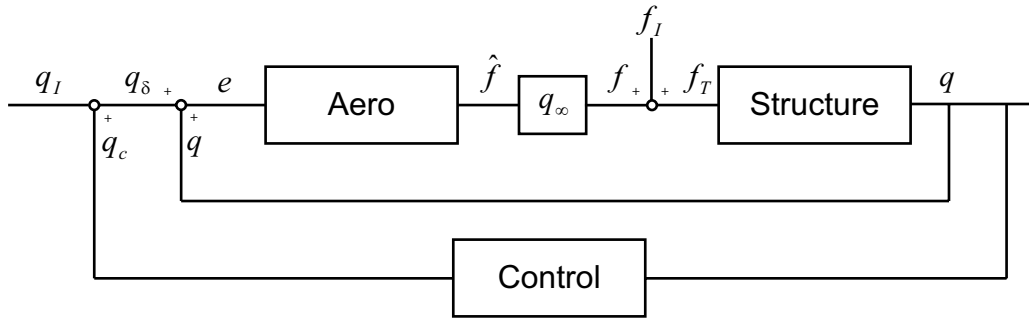 f_I
q_I q_δ + e Aero f̂ q_∞ f + + f_T Structure q
+ q_c + q
Control